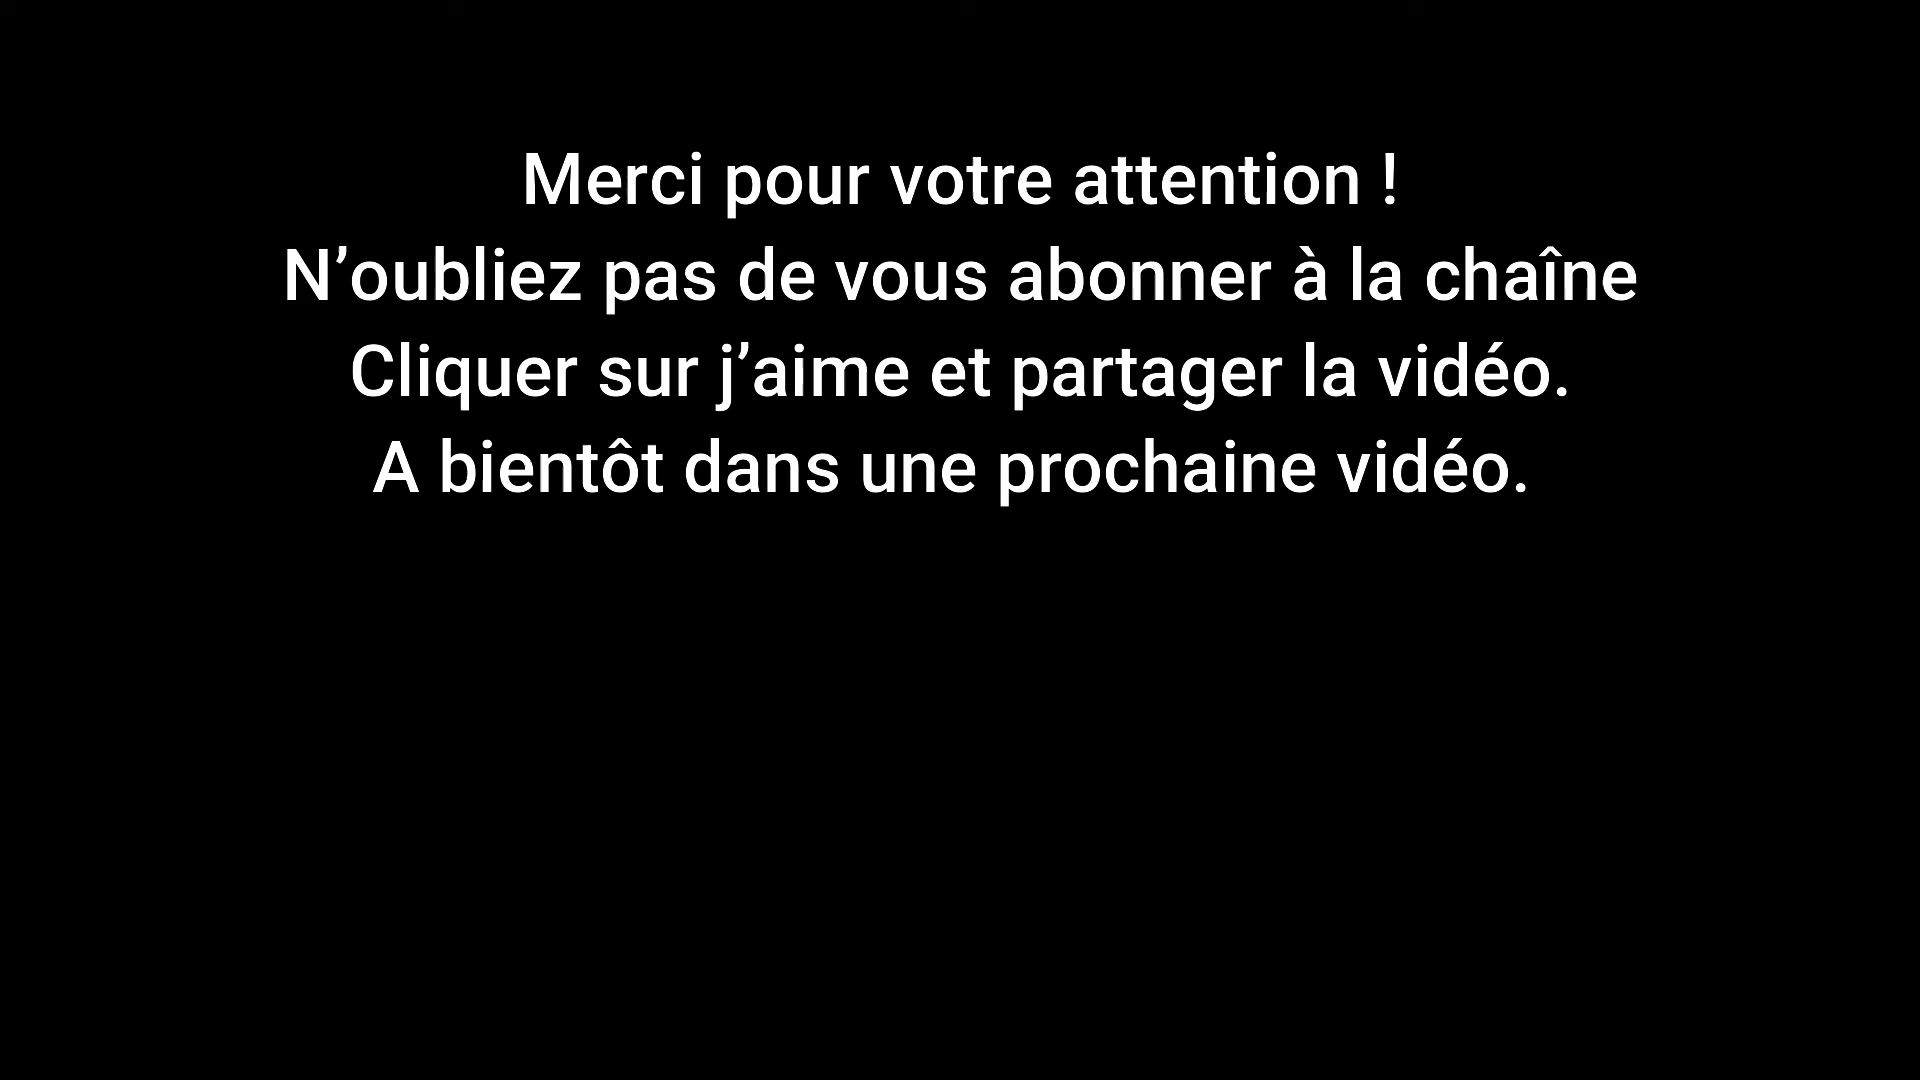 Merci pour votre attention !
N’oubliez pas de vous abonner à la chaîne
Cliquer sur j’aime et partager la vidéo.
A bientôt dans une prochaine vidéo.